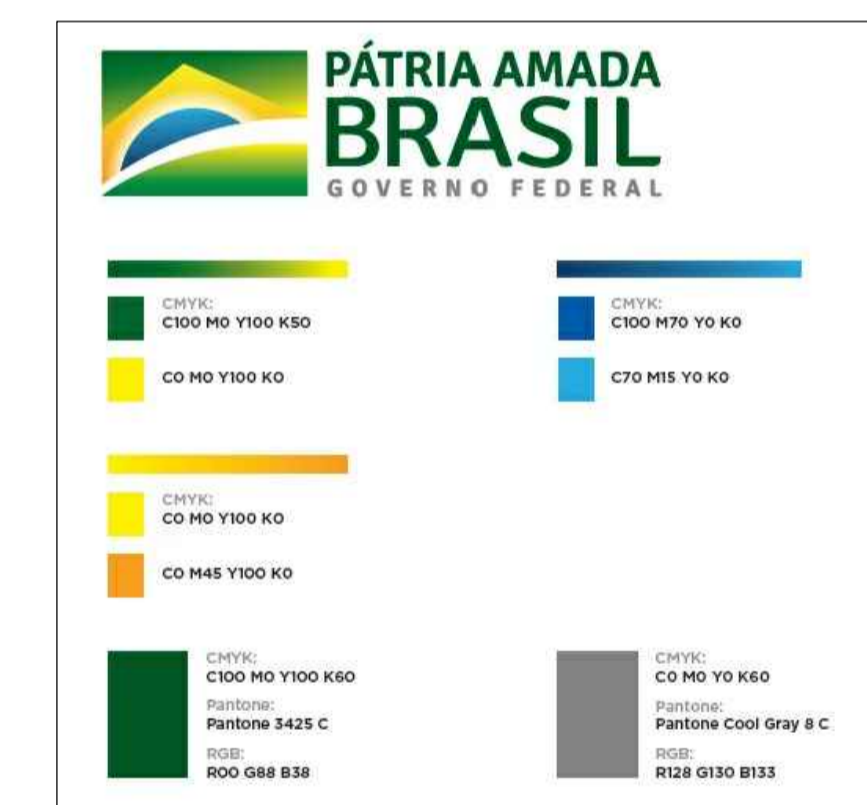 PÁTRIA AMADA
BRASIL
GOVERNO FEDERAL
CMYK:
C100 M0 Y100 K50
C0 M0 Y100 K0
CMYK:
C100 M70 Y0 K0
C70 M15 Y0 K0
CMYK:
C0 M0 Y100 K0
C0 M45 Y100 K0
CMYK:
C100 M0 Y100 K60
Pantone:
Pantone 3425 C
RGB:
R00 G88 B38
CMYK:
C0 M0 Y0 K60
Pantone:
Pantone Cool Gray 8 C
RGB:
R128 G130 B133